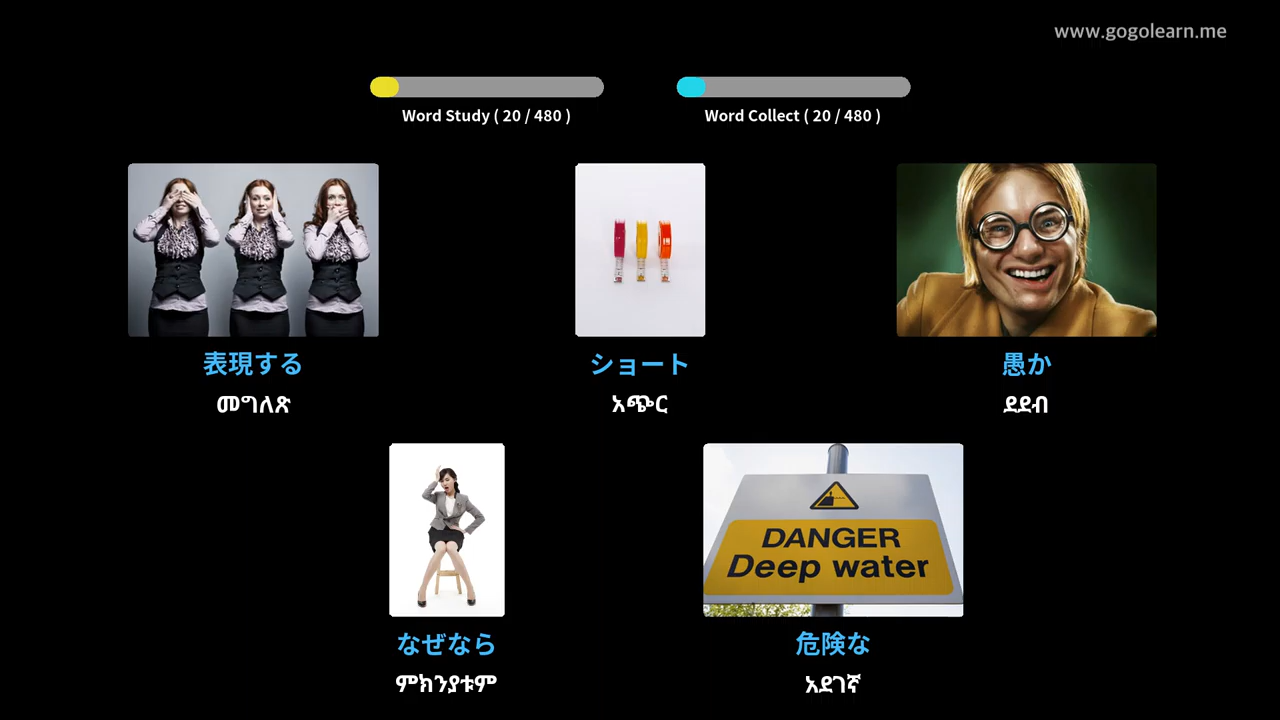 www.gogolearn.me
Word Study ( 20 / 480 )
Word Collect ( 20 / 480 )
表現する
መግለጽ
ショート
አጭር
愚か
ደደብ
DANGER
Deep water
なぜなら
ምክንያቱም
危険な
አደገኛ